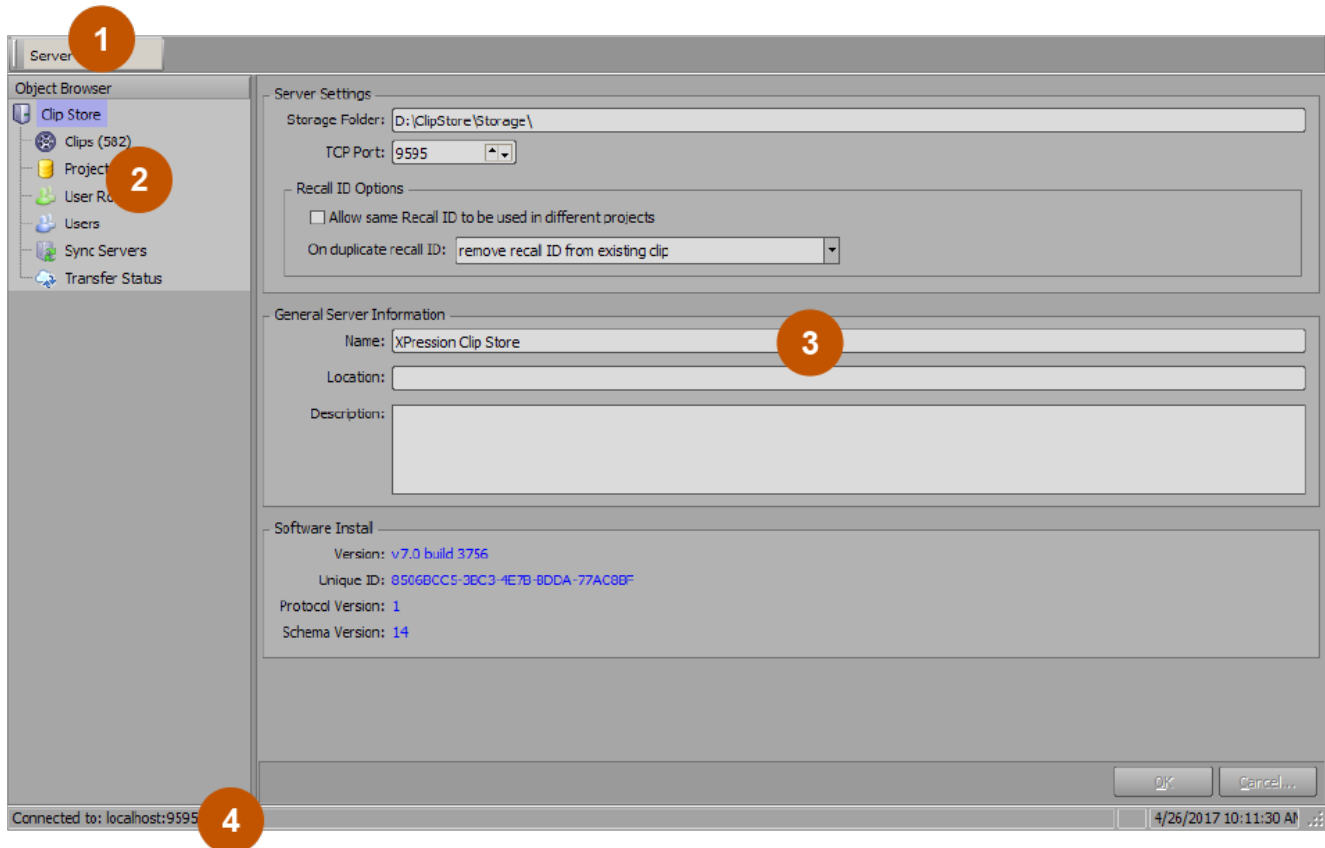 1
Server
Object Browser
Clip Store
Clips (582)
Project
2
User Ro
Users
Sync Servers
Transfer Status
Server Settings
Storage Folder: D:\ClipStore\Storage\
TCP Port: 9595
Recall ID Options
Allow same Recall ID to be used in different projects
On duplicate recall ID: remove recall ID from existing clip
General Server Information
Name: XPression Clip Store
3
Location:
Description:
Software Install
Version: v7.0 build 3756
Unique ID: 8506BCC5-3BC3-4E7B-8DDA-77AC8BF
Protocol Version: 1
Schema Version: 14
OK
Cancel...
Connected to: localhost:9595
4
4/26/2017 10:11:30 AM